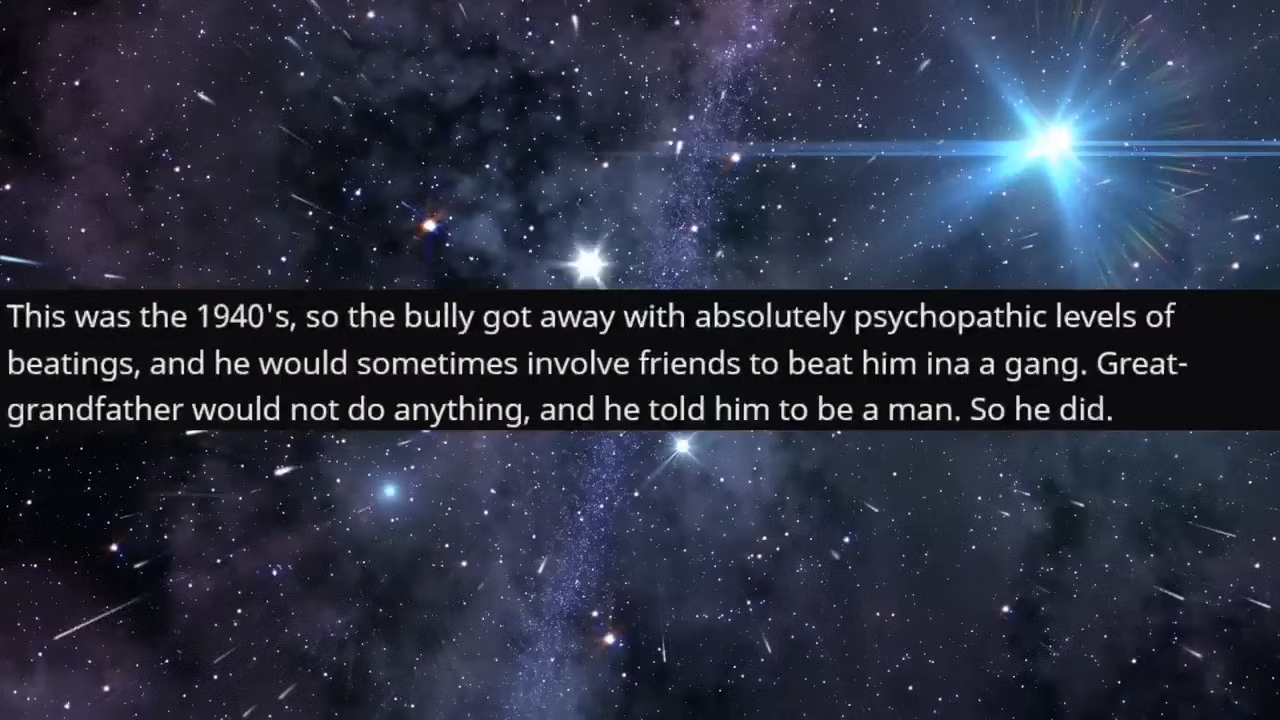 This was the 1940's, so the bully got away with absolutely psychopathic levels of
beatings, and he would sometimes involve friends to beat him ina a gang. Great-
grandfather would not do anything, and he told him to be a man. So he did.